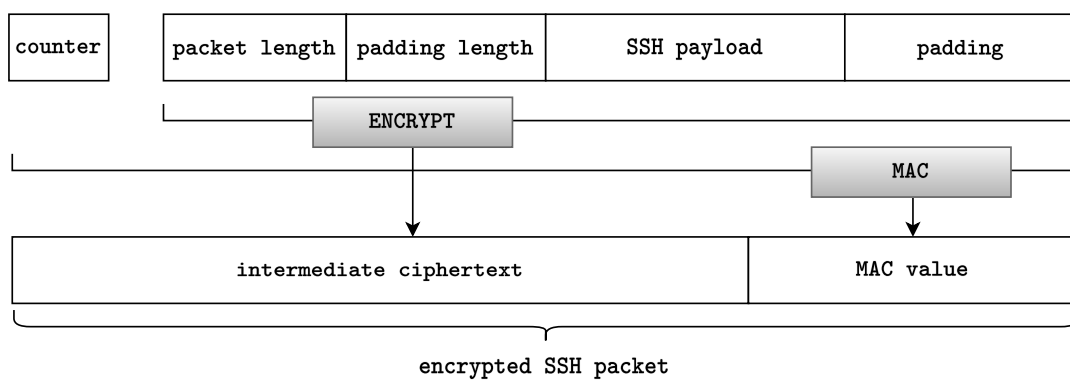 counter packet length padding length SSH payload padding
ENCRYPT
MAC
intermediate ciphertext MAC value
encrypted SSH packet